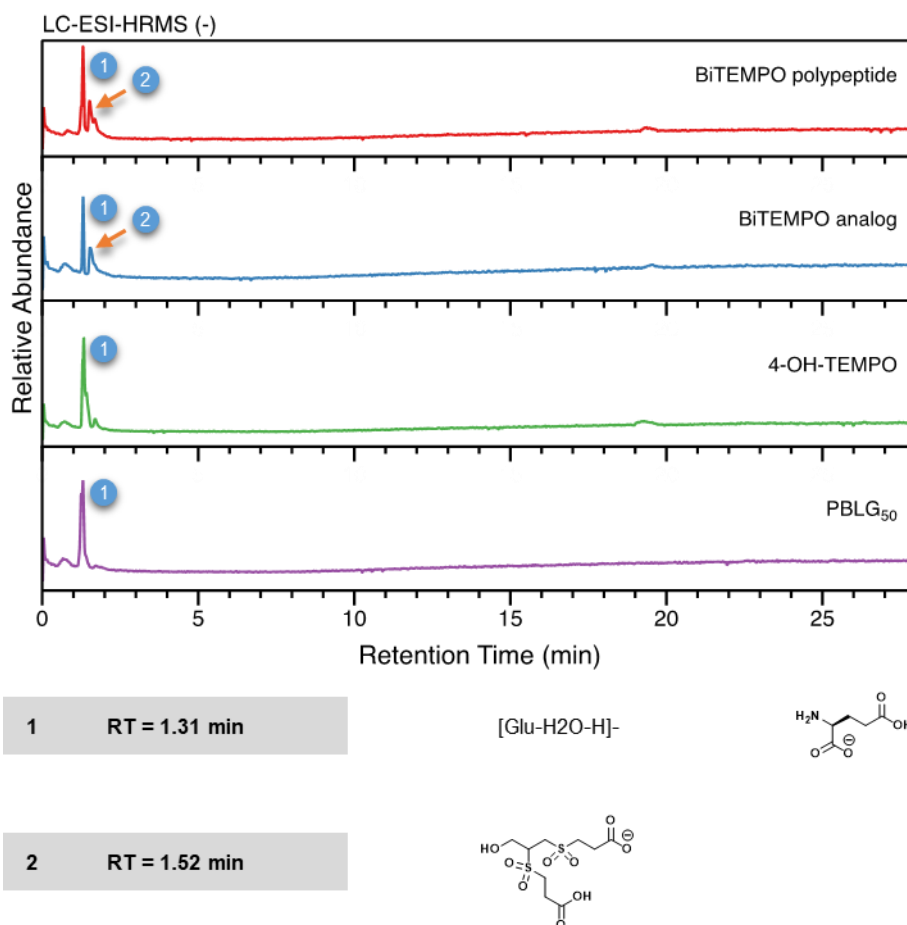 LC-ESI-HRMS (-)
1
2
BiTEMPO polypeptide
1
2
BiTEMPO analog
1
4-OH-TEMPO
1
PBLG50
Relative Abundance
0 5 10 15 20 25
Retention Time (min)
1 RT = 1.31 min [Glu-H2O-H]-
H2N O OH O O ⊖
2 RT = 1.52 min
HO S O O O O ⊖
O O S O OH